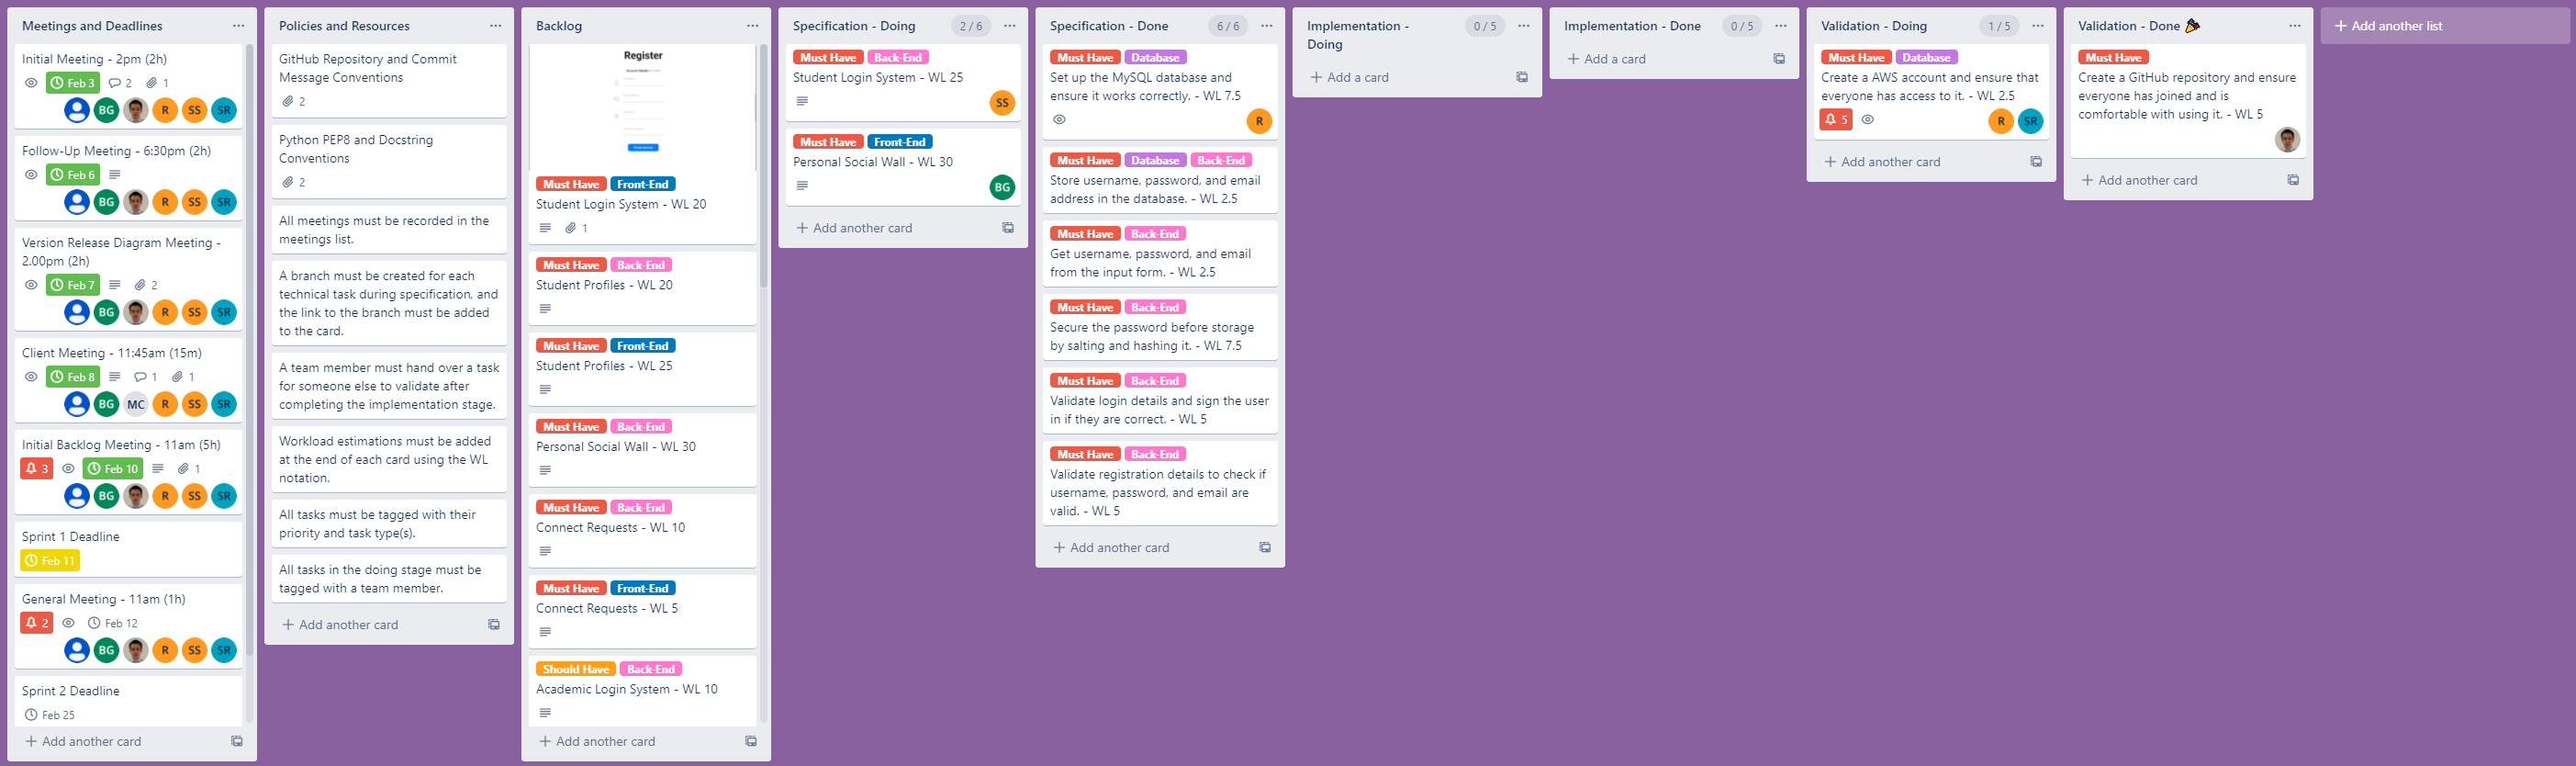 Meetings and Deadlines
Initial Meeting - 2pm (2h)
Feb 3
2
1
BG
R
SS
SR
Follow-Up Meeting - 6:30pm (2h)
Feb 6
BG
R
SS
SR
Version Release Diagram Meeting -
2.00pm (2h)
Feb 7
2
BG
R
SS
SR
Client Meeting - 11:45am (15m)
Feb 8
1
1
BG
MC
R
SS
SR
Initial Backlog Meeting - 11am (5h)
3
Feb 10
1
BG
R
SS
SR
Sprint 1 Deadline
Feb 11
General Meeting - 11am (1h)
2
Feb 12
BG
R
SS
SR
Sprint 2 Deadline
Feb 25
+ Add another card
Policies and Resources
GitHub Repository and Commit
Message Conventions
2
Python PEP8 and Docstring
Conventions
2
All meetings must be recorded in the
meetings list.
A branch must be created for each
technical task during specification, and
the link to the branch must be added
to the card.
A team member must hand over a task
for someone else to validate after
completing the implementation stage.
Workload estimations must be added
at the end of each card using the WL
notation.
All tasks must be tagged with their
priority and task type(s).
All tasks in the doing stage must be
tagged with a team member.
+ Add another card
Backlog
Register
Must Have Front-End
Student Login System - WL 20
1
Must Have Back-End
Student Profiles - WL 20
Must Have Front-End
Student Profiles - WL 25
Must Have Back-End
Personal Social Wall - WL 30
Must Have Back-End
Connect Requests - WL 10
Must Have Front-End
Connect Requests - WL 5
Should Have Back-End
Academic Login System - WL 10
+ Add another card
Specification - Doing
2 / 6
Must Have Back-End
Student Login System - WL 25
SS
Must Have Front-End
Personal Social Wall - WL 30
BG
+ Add another card
Specification - Done
6 / 6
Must Have Database
Set up the MySQL database and
ensure it works correctly. - WL 7.5
R
Must Have Database Back-End
Store username, password, and email
address in the database. - WL 2.5
Must Have Back-End
Get username, password, and email
from the input form. - WL 2.5
Must Have Back-End
Secure the password before storage
by salting and hashing it. - WL 7.5
Must Have Back-End
Validate login details and sign the user
in if they are correct. - WL 5
Must Have Back-End
Validate registration details to check if
username, password, and email are
valid. - WL 5
+ Add another card
Implementation -
Doing
0 / 5
+ Add a card
Implementation - Done
0 / 5
+ Add a card
Validation - Doing
1 / 5
Must Have Database
Create a AWS account and ensure that
everyone has access to it. - WL 2.5
5
R
SR
+ Add another card
Validation - Done 🎉
Must Have
Create a GitHub repository and ensure
everyone has joined and is
comfortable with using it. - WL 5
+ Add another card
+ Add another list